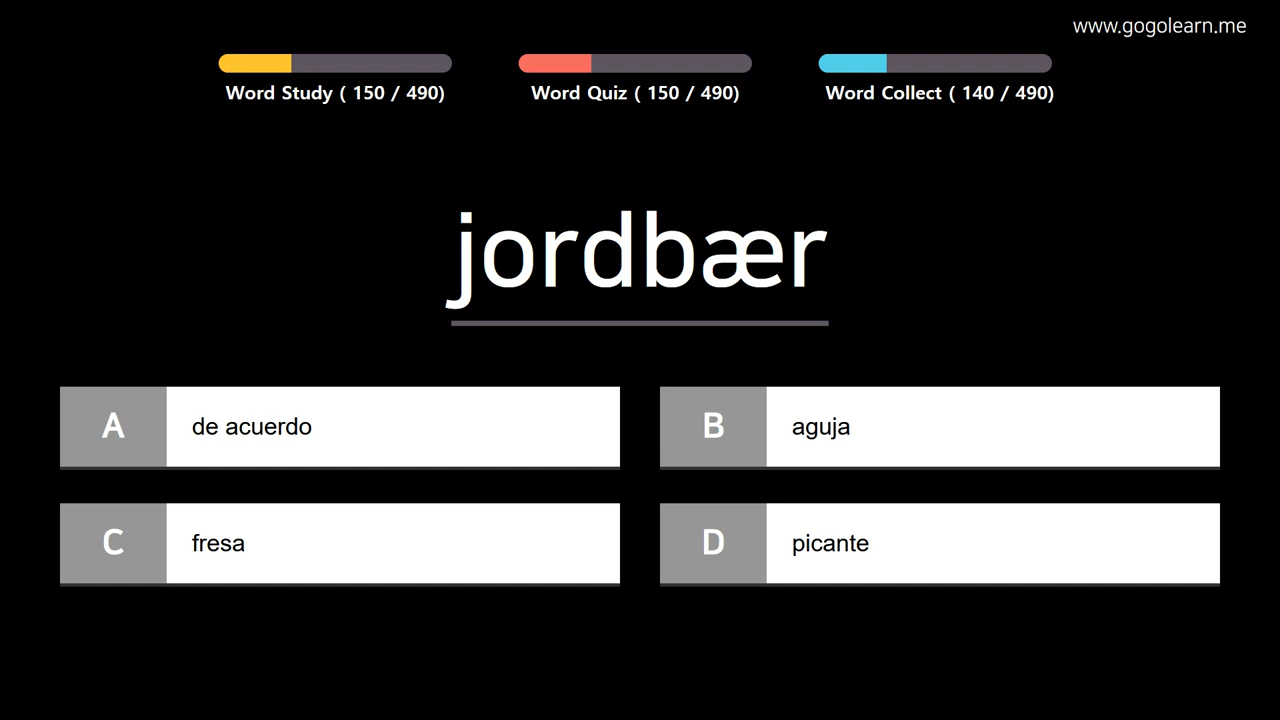 www.gogolearn.me
Word Study ( 150 / 490)
Word Quiz ( 150 / 490)
Word Collect ( 140 / 490)
jordbær
A de acuerdo
B aguja
C fresa
D picante